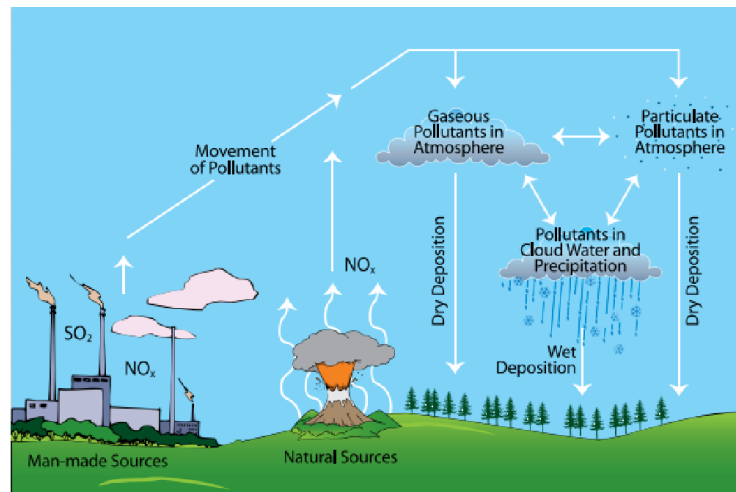 Gaseous
Pollutants in
Atmosphere
Particulate
Pollutants in
Atmosphere
Movement
of Pollutants
Pollutants in
Cloud Water and
Precipitation
Dry Deposition
Dry Deposition
NOₓ
SO₂
NOₓ
Wet
Deposition
Man-made Sources
Natural Sources